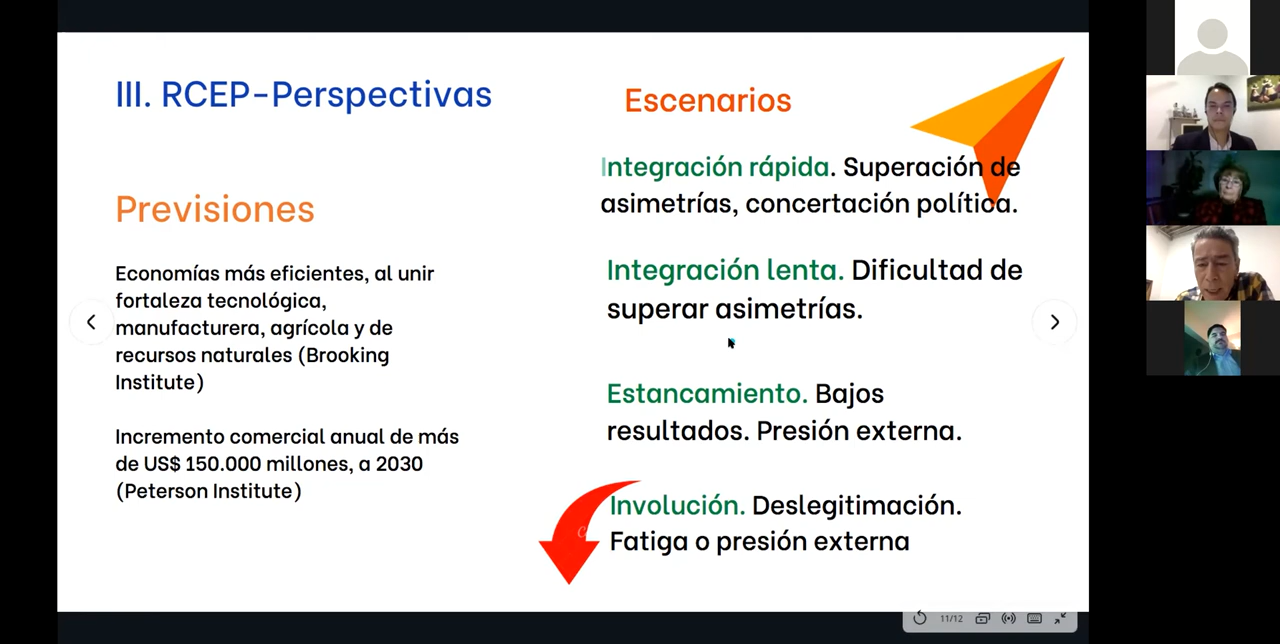 III. RCEP-Perspectivas
Previsiones
Economías más eficientes, al unir
fortaleza tecnológica,
manufacturera, agrícola y de
recursos naturales (Brooking
Institute)
Incremento comercial anual de más
de US$ 150.000 millones, a 2030
(Peterson Institute)
Escenarios
Integración rápida. Superación de
asimetrías, concertación política.
Integración lenta. Dificultad de
superar asimetrías.
Estancamiento. Bajos
resultados. Presión externa.
Involución. Deslegitimación.
Fatiga o presión externa
11/12